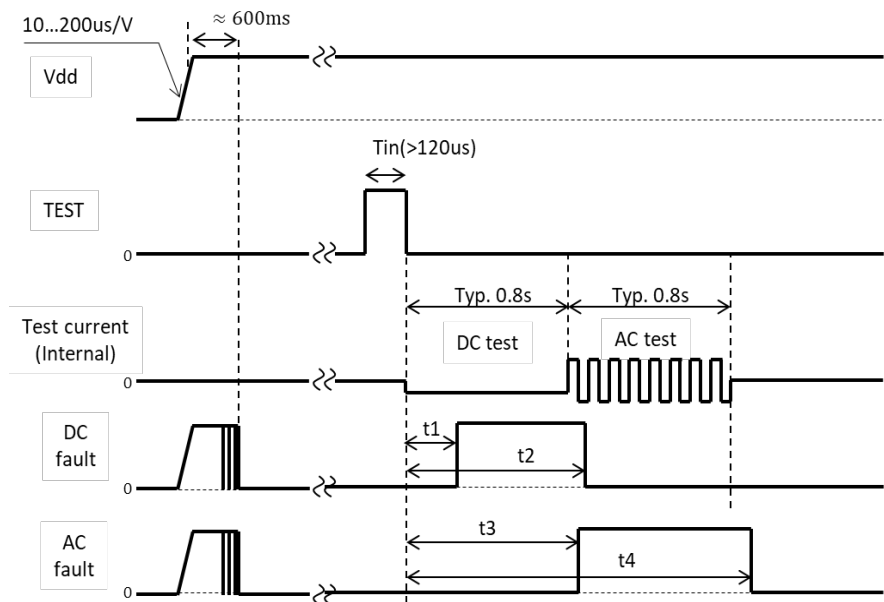 10...200us/V
≈ 600ms
Vdd
Tin(>120us)
TEST
0
Typ. 0.8s
Typ. 0.8s
Test current
(Internal)
DC test
AC test
0
DC
fault
t1
t2
0
AC
fault
t3
t4
0